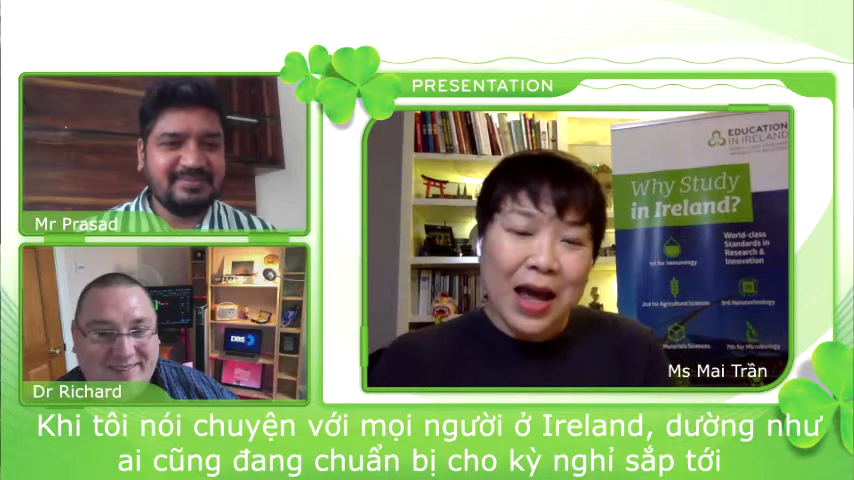 PRESENTATION
Mr Prasad
Dr Richard
DBS
EDUCATION
IN IRELAND
Why Study
in Ireland?
1st for Immunology
World-class
Standards in
Research &
Innovation
2nd for Agricultural Sciences
3rd Nanotechnology
Materials Sciences
7th for Microbiology
Ms Mai Trần
Khi tôi nói chuyện với mọi người ở Ireland, dường như
ai cũng đang chuẩn bị cho kỳ nghỉ sắp tới